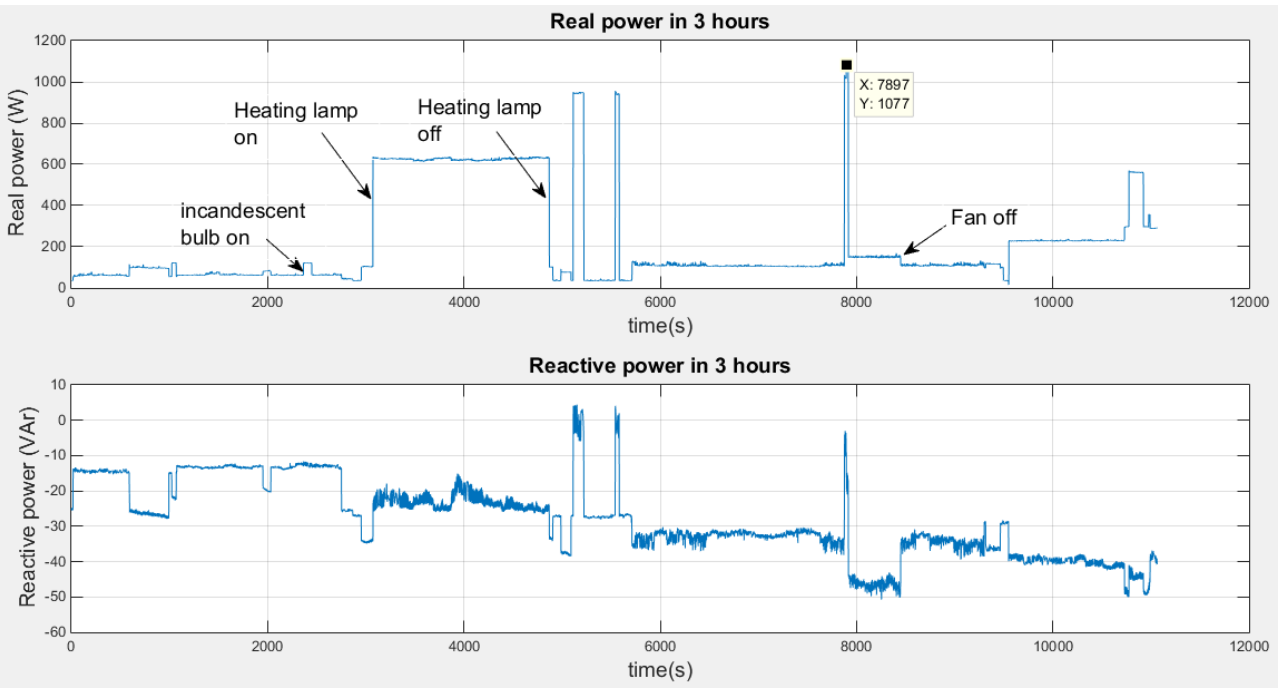 Real power in 3 hours
1200
1000
800
600
400
200
0
Real power (W)
Heating lamp
on
Heating lamp
off
incandescent
bulb on
X: 7897
Y: 1077
Fan off
0
2000
4000
6000
8000
10000
12000
time(s)
Reactive power in 3 hours
10
0
-10
-20
-30
-40
-50
-60
Reactive power (VAr)
0
2000
4000
6000
8000
10000
12000
time(s)